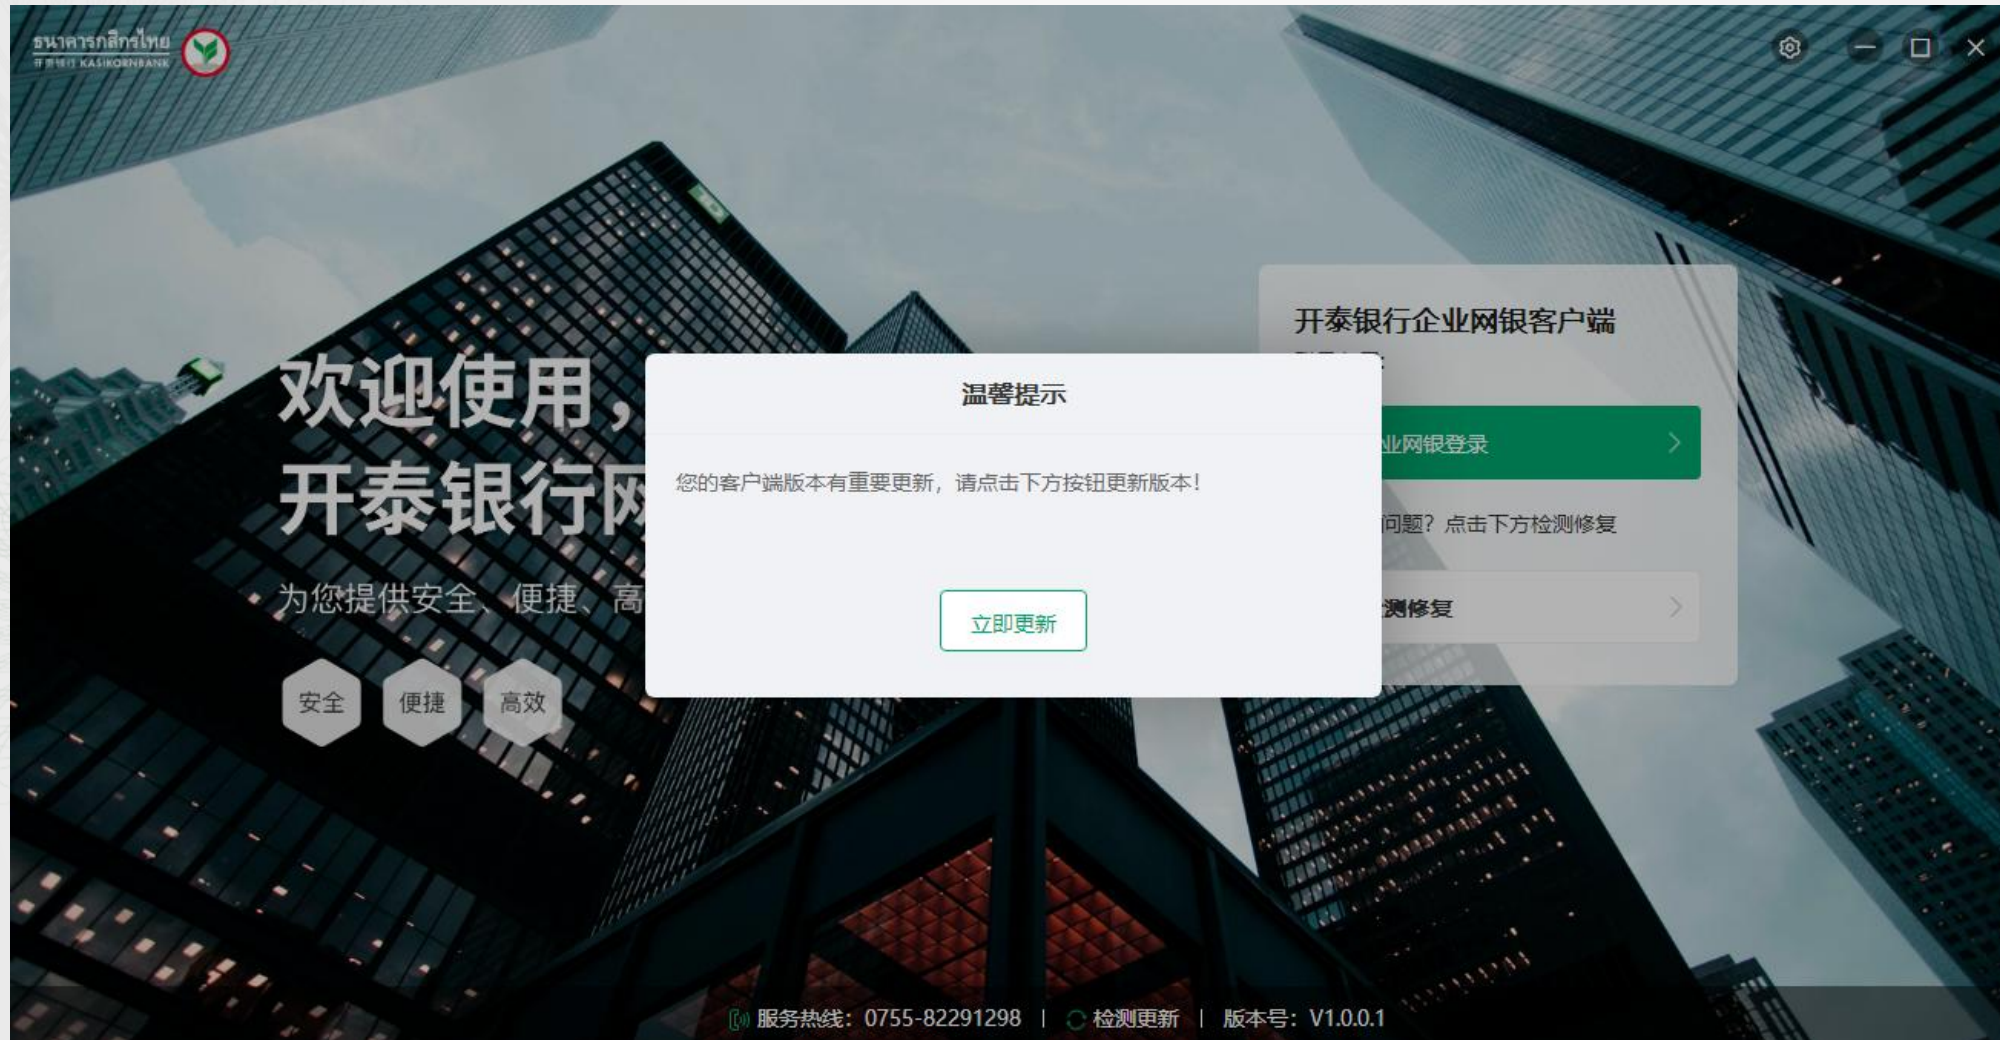 ธนาคารกสิกรไทย
开泰银行 KASIKORNBANK
开泰银行企业网银客户端
欢迎使用，
开泰银行网
为您提供安全、便捷、高
安全
便捷
高效
温馨提示
您的客户端版本有重要更新，请点击下方按钮更新版本！
立即更新
业网银登录
问题？点击下方检测修复
测修复
服务热线：0755-82291298 | 检测更新 | 版本号：V1.0.0.1